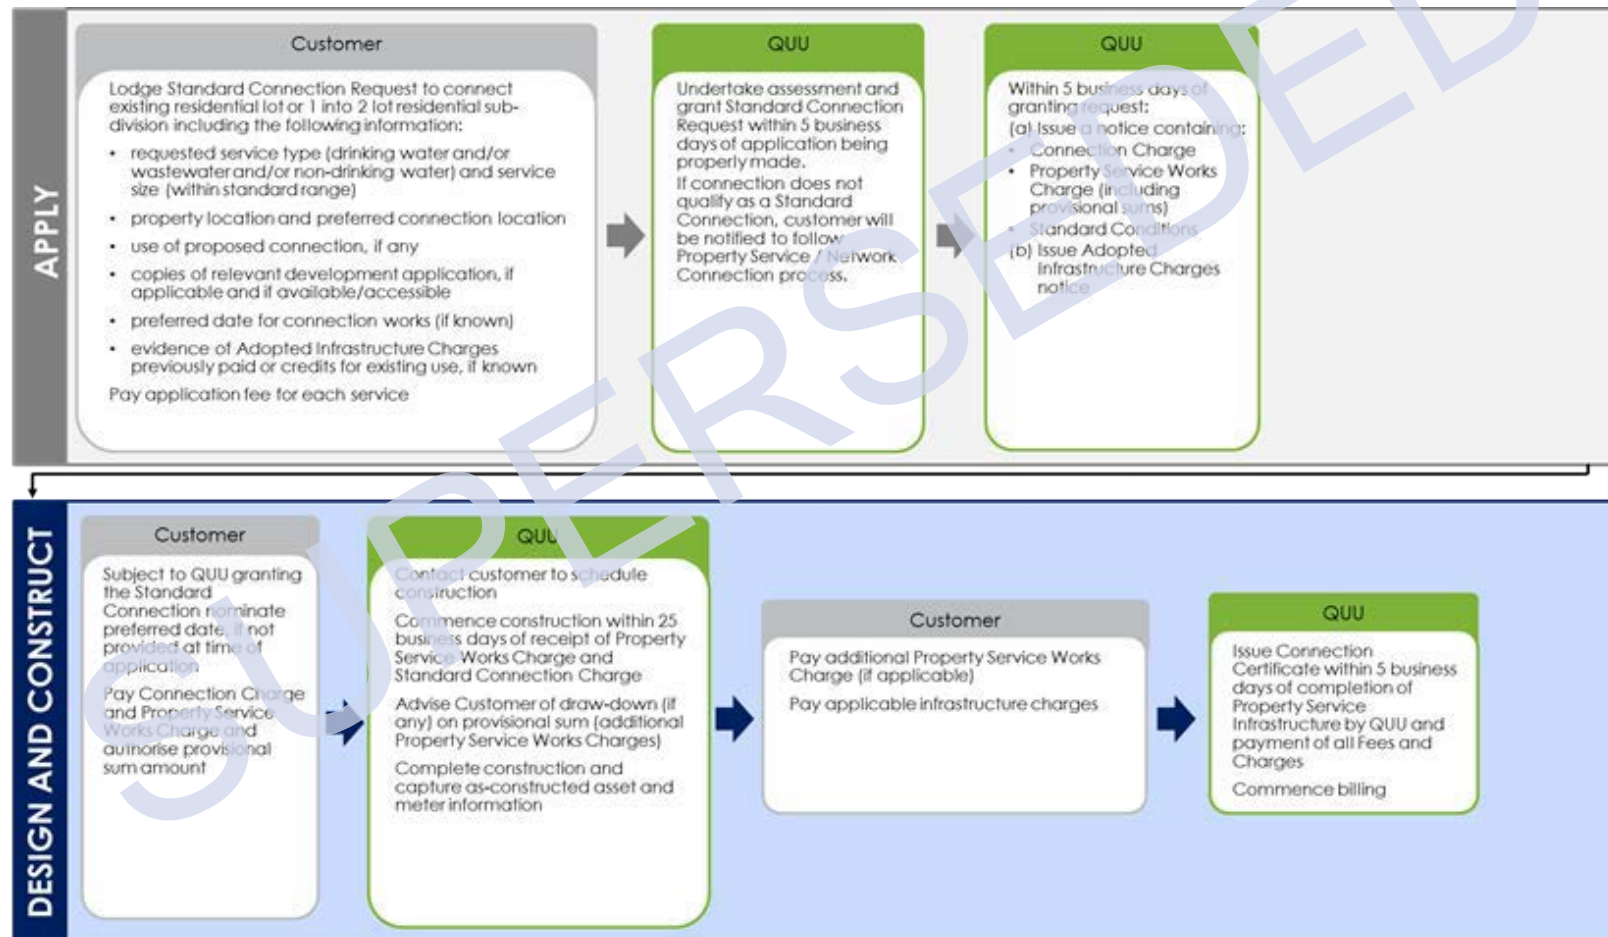 APPLY
Customer
Lodge Standard Connection Request to connect
existing residential lot or 1 into 2 lot residential sub-
division including the following information:
• requested service type (drinking water and/or
wastewater and/or non-drinking water) and service
size (within standard range)
• property location and preferred connection location
• use of proposed connection, if any
• copies of relevant development application, if
applicable and if available/accessible
• preferred date for connection works (if known)
• evidence of Adopted Infrastructure Charges
previously paid or credits for existing use, if known
Pay application fee for each service
QUU
Undertake assessment and
grant Standard Connection
Request within 5 business
days of application being
properly made.
If connection does not
qualify as a Standard
Connection, customer will
be notified to follow
Property Service / Network
Connection process.
QUU
Within 5 business days of
granting request:
(a) Issue a notice containing:
• Connection Charge
• Property Service Works
Charge (including
provisional sums)
• Standard Conditions
(b) Issue Adopted
Infrastructure Charges
notice
DESIGN AND CONSTRUCT
Customer
Subject to QUU granting
the Standard
Connection nominate
preferred date, if not
provided at time of
application
Pay Connection Charge
and Property Service
Works Charge and
authorise provisional
sum amount
QUU
Contact customer to schedule
construction
Commence construction within 25
business days of receipt of Property
Service Works Charge and
Standard Connection Charge
Advise Customer of draw-down (if
any) on provisional sum (additional
Property Service Works Charges)
Complete construction and
capture as-constructed asset and
meter information
Customer
Pay additional Property Service Works
Charge (if applicable)
Pay applicable infrastructure charges
QUU
Issue Connection
Certificate within 5 business
days of completion of
Property Service
Infrastructure by QUU and
payment of all Fees and
Charges
Commence billing
SUPERSEDED